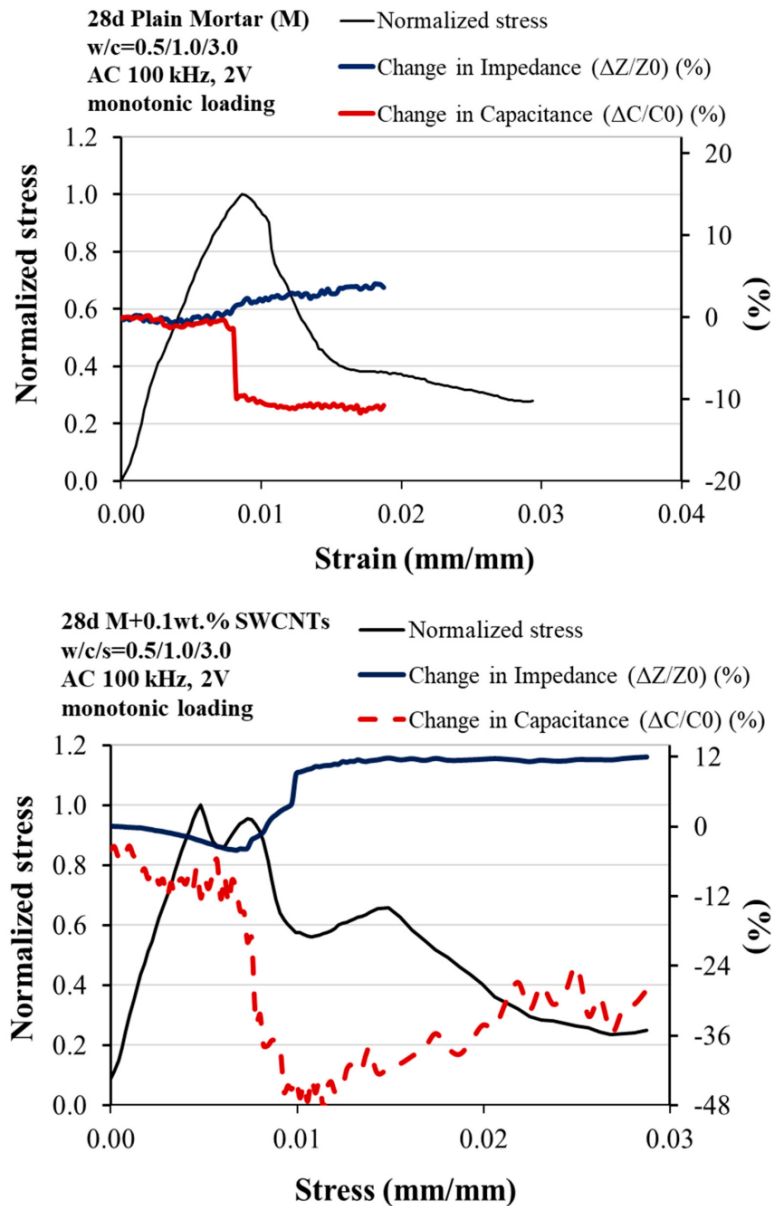 28d Plain Mortar (M)
w/c=0.5/1.0/3.0
AC 100 kHz, 2V
monotonic loading
Normalized stress
Change in Impedance (ΔZ/Z0) (%)
Change in Capacitance (ΔC/C0) (%)
1.2
1.0
0.8
0.6
0.4
0.2
0.0
Normalized stress
20
10
0
-10
-20
(%)
0.00
0.01
0.02
0.03
0.04
Strain (mm/mm)
28d M+0.1wt.% SWCNTs
w/c/s=0.5/1.0/3.0
AC 100 kHz, 2V
monotonic loading
Normalized stress
Change in Impedance (ΔZ/Z0) (%)
Change in Capacitance (ΔC/C0) (%)
1.2
1.0
0.8
0.6
0.4
0.2
0.0
Normalized stress
12
0
-12
-24
-36
-48
(%)
0.00
0.01
0.02
0.03
Stress (mm/mm)